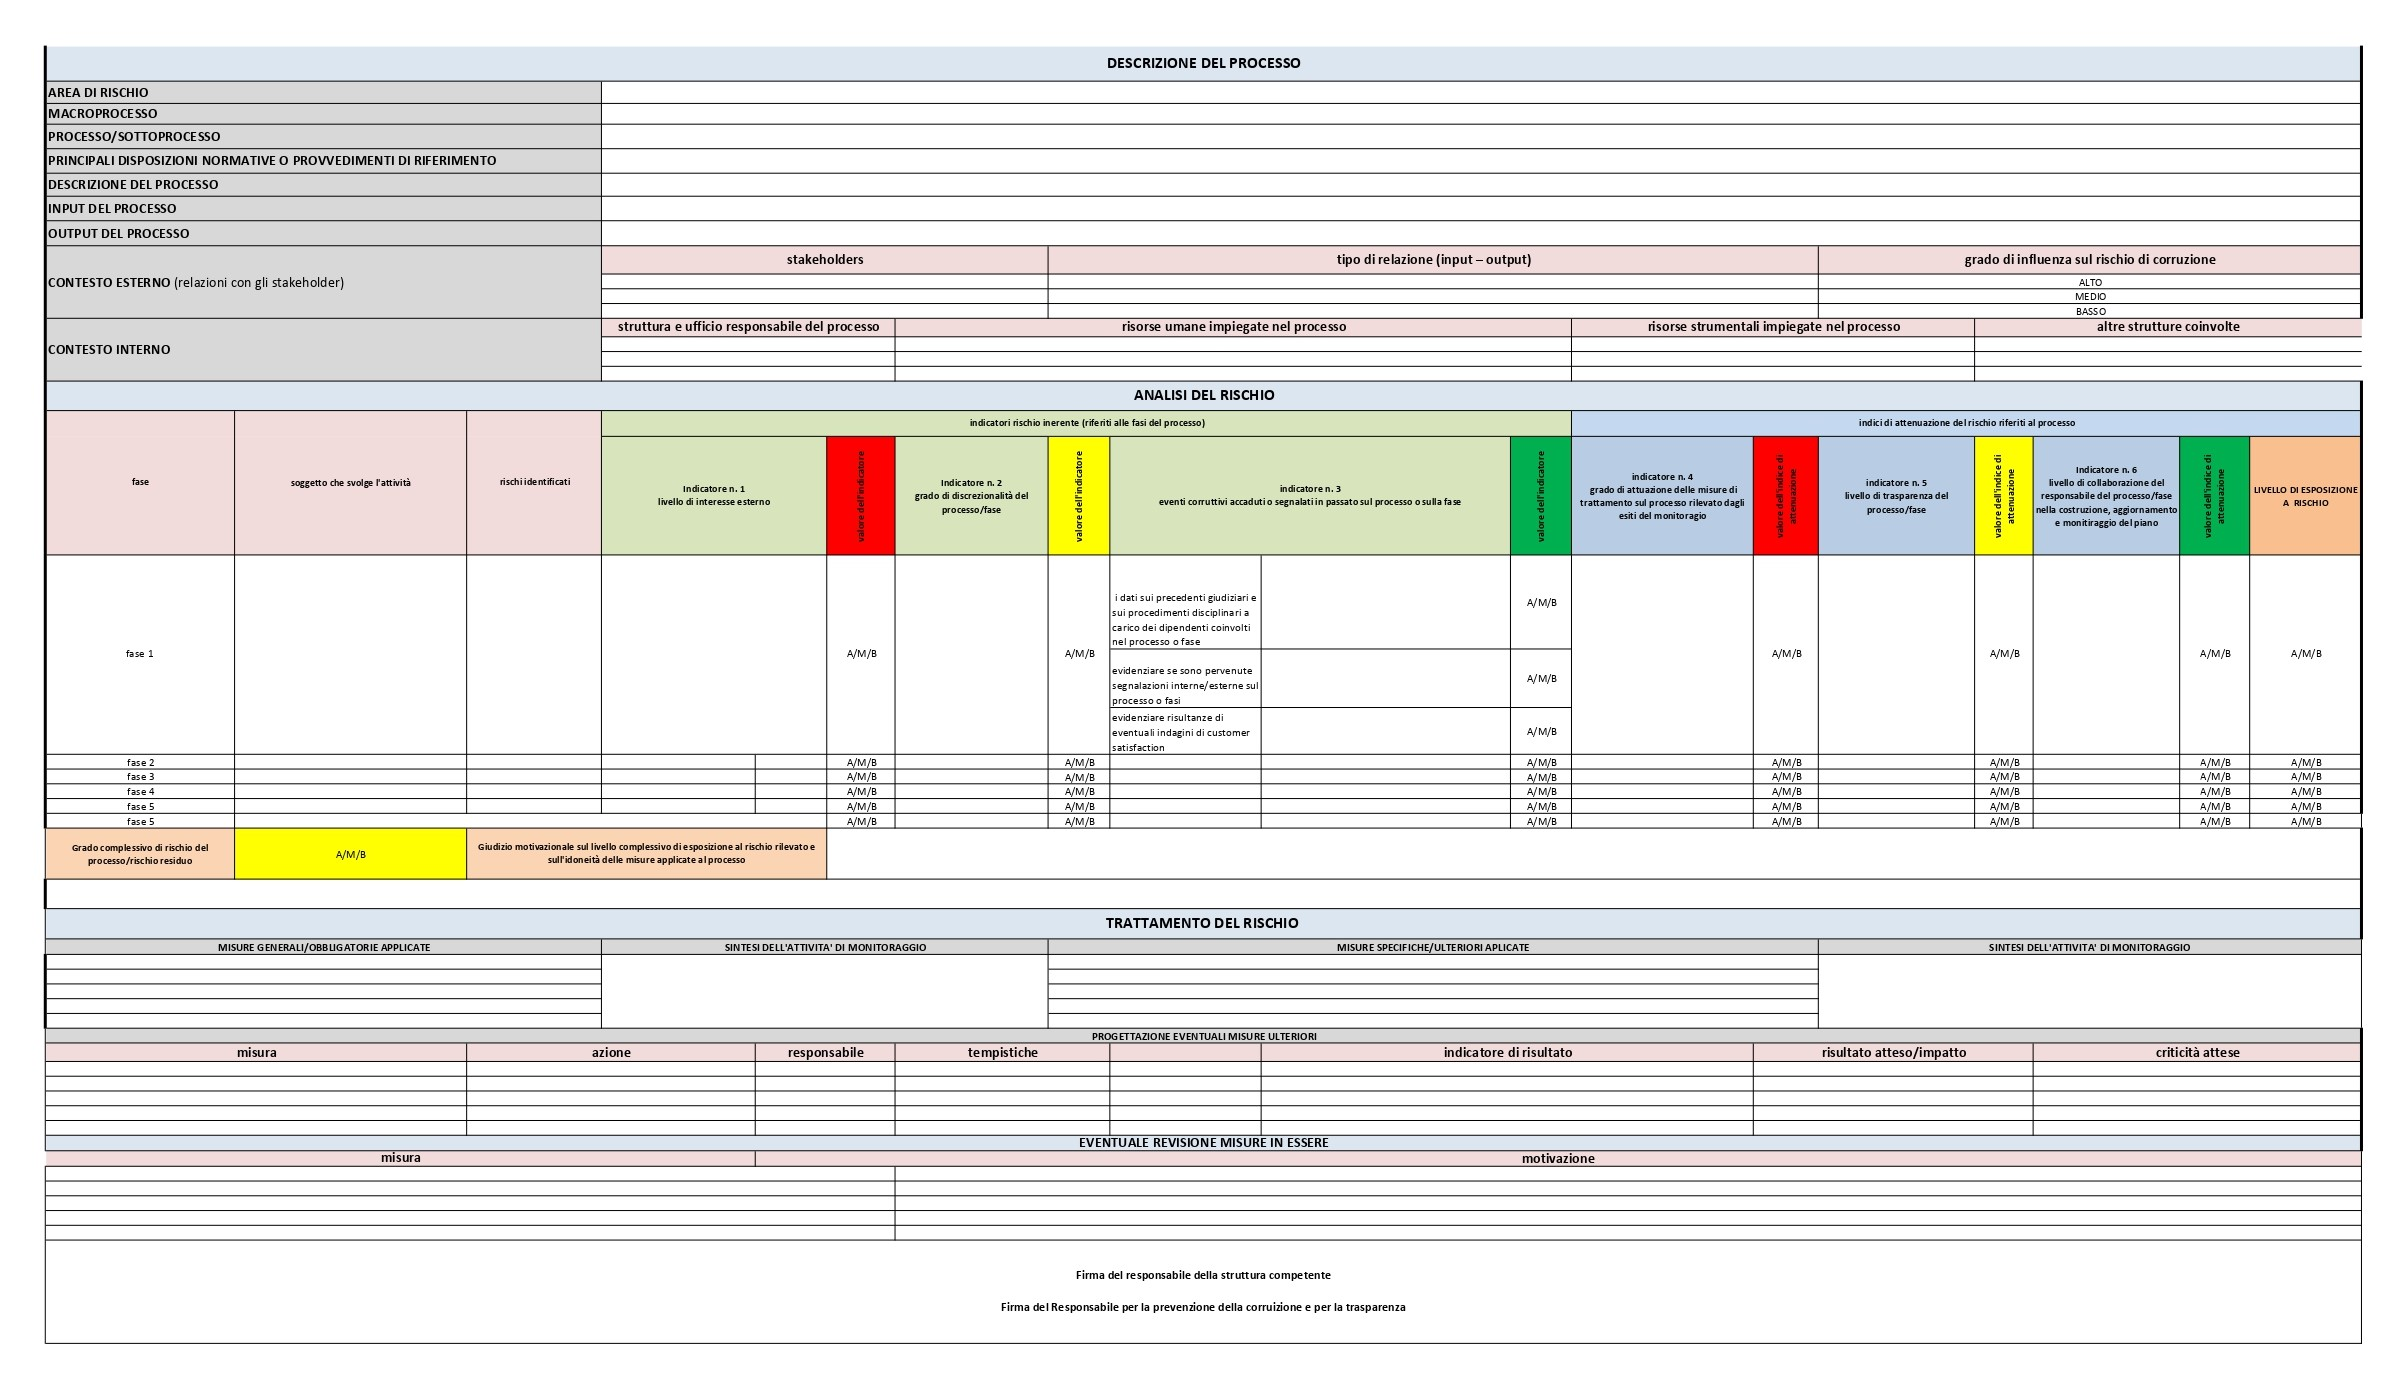 DESCRIZIONE DEL PROCESSO
AREA DI RISCHIO
MACROPROCESSO
PROCESSO/SOTTOPROCESSO
PRINCIPALI DISPOSIZIONI NORMATIVE O PROVVEDIMENTI DI RIFERIMENTO
DESCRIZIONE DEL PROCESSO
INPUT DEL PROCESSO
OUTPUT DEL PROCESSO
CONTESTO ESTERNO (relazioni con gli stakeholder)
stakeholders
tipo di relazione (input – output)
grado di influenza sul rischio di corruzione
ALTO
MEDIO
BASSO
CONTESTO INTERNO
struttura e ufficio responsabile del processo
risorse umane impiegate nel processo
risorse strumentali impiegate nel processo
altre strutture coinvolte
ANALISI DEL RISCHIO
fase
soggetto che svolge l'attività
rischi identificati
indicatori rischio inerente (riferiti alle fasi del processo)
indici di attenuazione del rischio riferiti al processo
Indicatore n. 1
livello di interesse esterno
valore dell'indicatore
Indicatore n. 2
grado di discrezionalità del
processo/fase
valore dell'indicatore
indicatore n. 3
eventi corruttivi accaduti o segnalati in passato sul processo o sulla fase
valore dell'indicatore
indicatore n. 4
grado di attuazione delle misure di
trattamento sul processo rilevato dagli
esiti del monitoragio
valore dell'indice di
attenuazione
indicatore n. 5
livello di trasparenza del
processo/fase
valore dell'indice di
attenuazione
Indicatore n. 6
livello di collaborazione del
responsabile del processo/fase
nella costruzione, aggiornamento
e monitiraggio del piano
valore dell'indice di
attenuazione
LIVELLO DI ESPOSIZIONE
A RISCHIO
fase 1
A/M/B
A/M/B
i dati sui precedenti giudiziari e
sui procedimenti disciplinari a
carico dei dipendenti coinvolti
nel processo o fase
A/M/B
evidenziare se sono pervenute
segnalazioni interne/esterne sul
processo o fasi
A/M/B
evidenziare risultanze di
eventuali indagini di customer
satisfaction
A/M/B
A/M/B
A/M/B
A/M/B
A/M/B
fase 2 A/M/B A/M/B A/M/B A/M/B A/M/B A/M/B A/M/B
fase 3 A/M/B A/M/B A/M/B A/M/B A/M/B A/M/B A/M/B
fase 4 A/M/B A/M/B A/M/B A/M/B A/M/B A/M/B A/M/B
fase 5 A/M/B A/M/B A/M/B A/M/B A/M/B A/M/B A/M/B
fase 5 A/M/B A/M/B A/M/B A/M/B A/M/B A/M/B A/M/B
Grado complessivo di rischio del
processo/rischio residuo
A/M/B
Giudizio motivazionale sul livello complessivo di esposizione al rischio rilevato e
sull'idoneità delle misure applicate al processo
TRATTAMENTO DEL RISCHIO
MISURE GENERALI/OBBLIGATORIE APPLICATE
SINTESI DELL'ATTIVITA' DI MONITORAGGIO
MISURE SPECIFICHE/ULTERIORI APLICATE
SINTESI DELL'ATTIVITA' DI MONITORAGGIO
PROGETTAZIONE EVENTUALI MISURE ULTERIORI
misura
azione
responsabile
tempistiche
indicatore di risultato
risultato atteso/impatto
criticità attese
EVENTUALE REVISIONE MISURE IN ESSERE
misura
motivazione
Firma del responsabile della struttura competente
Firma del Responsabile per la prevenzione della corruizione e per la trasparenza